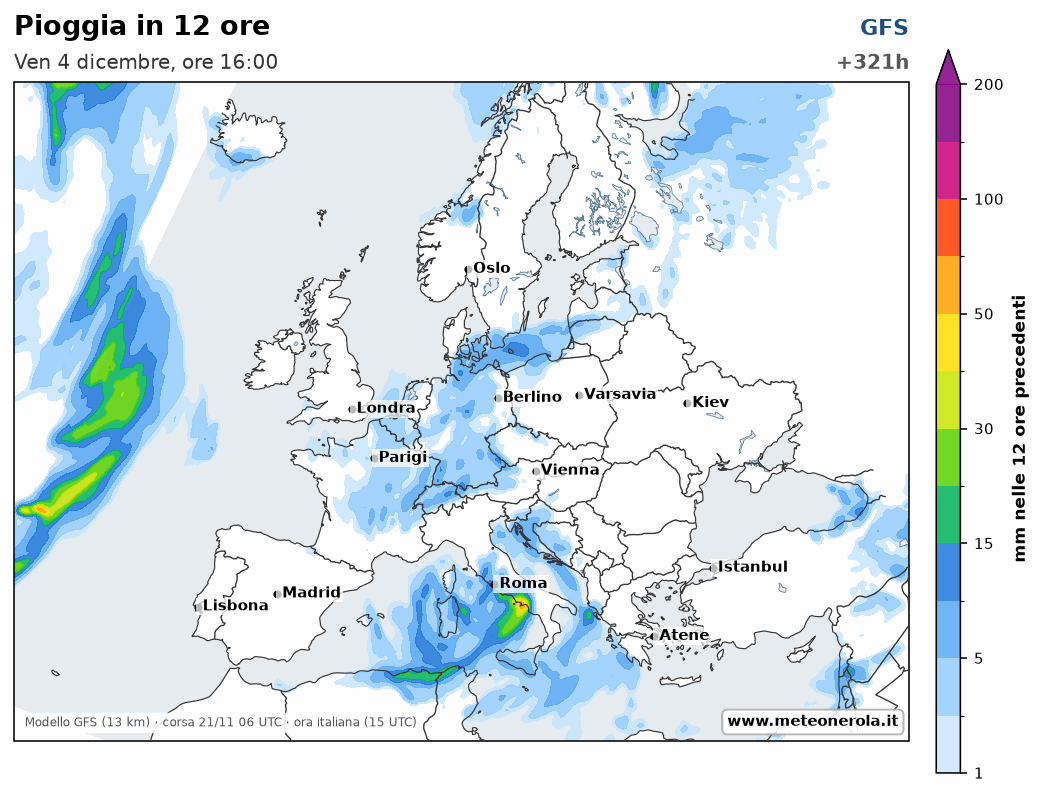 Pioggia in 12 ore
GFS
Ven 4 dicembre, ore 16:00
+321h
200
100
50
30
15
5
1
mm nelle 12 ore precedenti
Oslo
Londra
Berlino
Varsavia
Kiev
Parigi
Vienna
Istanbul
Roma
Madrid
Lisbona
Atene
Modello GFS (13 km) · corsa 21/11 06 UTC · ora italiana (15 UTC)
www.meteonerola.it